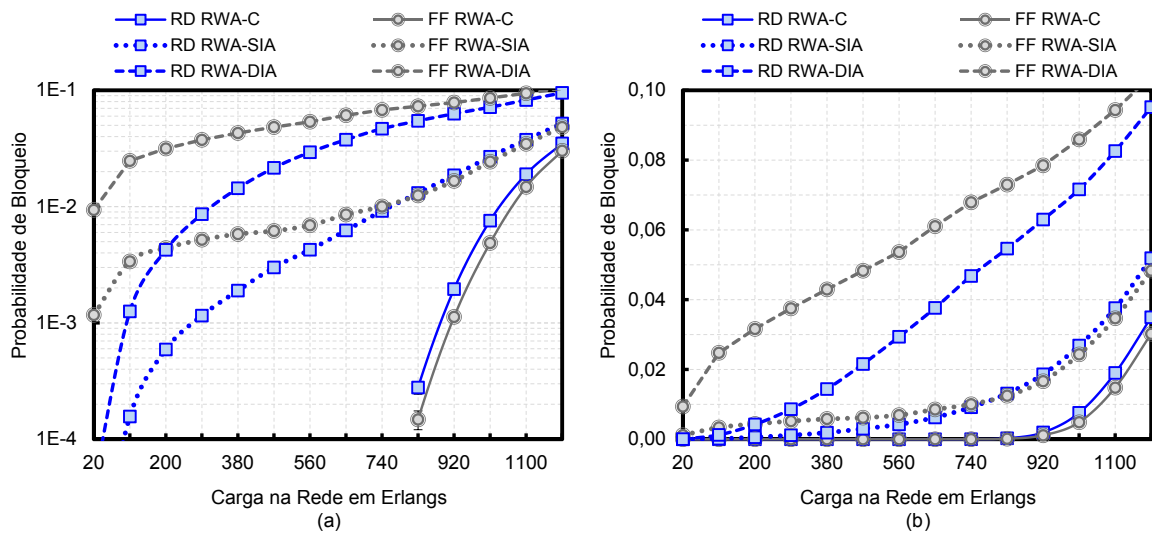 RD RWA-C
FF RWA-C
RD RWA-SIA
FF RWA-SIA
RD RWA-DIA
FF RWA-DIA
Probabilidade de Bloqueio
1E-1
1E-2
1E-3
1E-4
20 200 380 560 740 920 1100
Carga na Rede em Erlangs
(a)
RD RWA-C
FF RWA-C
RD RWA-SIA
FF RWA-SIA
RD RWA-DIA
FF RWA-DIA
Probabilidade de Bloqueio
0,10
0,08
0,06
0,04
0,02
0,00
20 200 380 560 740 920 1100
Carga na Rede em Erlangs
(b)